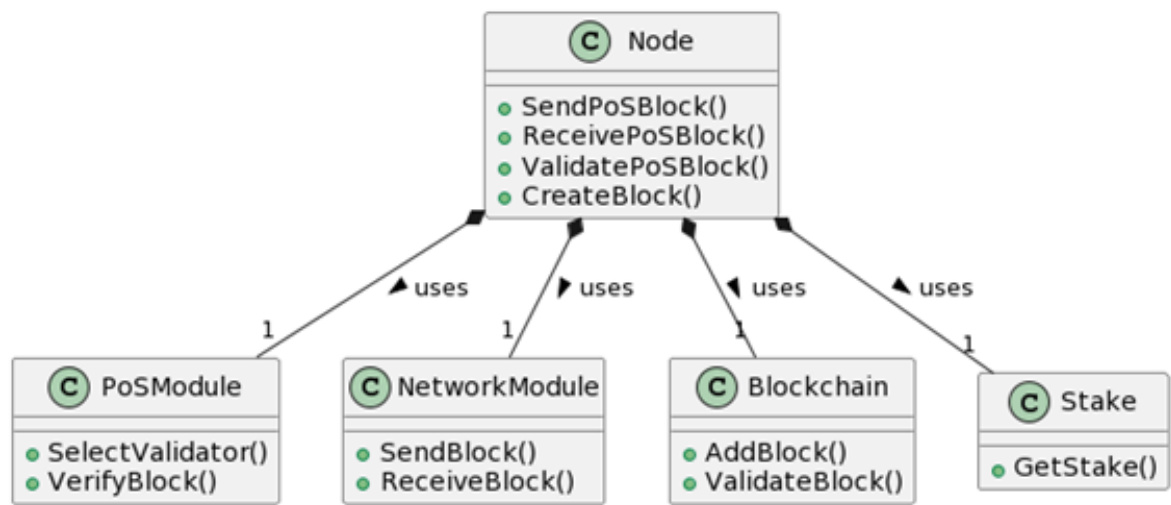 C Node
SendPoSBlock()
ReceivePoSBlock()
ValidatePoSBlock()
CreateBlock()
uses
uses
uses
uses
1
1
1
1
C PoSModule
SelectValidator()
VerifyBlock()
C NetworkModule
SendBlock()
ReceiveBlock()
C Blockchain
AddBlock()
ValidateBlock()
C Stake
GetStake()